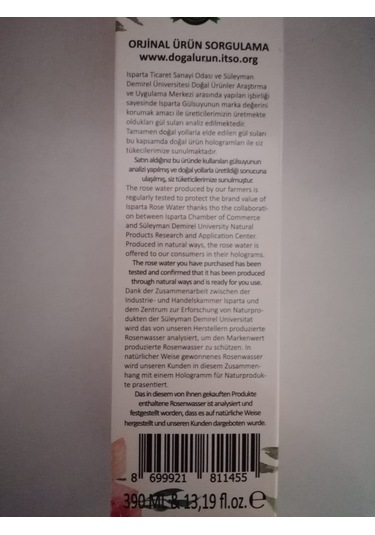 ORJİNAL ÜRÜN SORGULAMA
www.dogalurun.itso.org
Isparta Ticaret Sanayi Odası ve Süleyman
Demirel Üniversitesi Doğal Ürünler Araştırma
ve Uygulama Merkezi arasında yapılan işbirliği
sayesinde Isparta Gülsuyunun marka değerini
korumak amacı ile üreticilerimizin üretmekte
oldukları gül suları analiz edilmektedir.
Tamamen doğal yollarla elde edilen gül suları
bu kapsamda doğal ürün hologramları ile siz
tükecilerimize sunulmaktadır.
Satın aldığınız bu üründe kullanılan gülsuyunun
analizi yapılmış ve doğal yollarla üretildiği sonucuna
ulaşılmış, siz tüketicilerimize sunulmuştur.
The rose water produced by our farmers is
regularly tested to protect the brand value of
Isparta Rose Water thanks tho the collaborati-
on between Isparta Chamber of Commerce
and Süleyman Demirel University Natural
Products Research and Application Center.
Produced in natural ways, the rose water is
offered to our consumers in their holograms.
The rose water you have purchased has been
tested and confirmed that it has been produced
through natural ways and is ready for you use.
Dank der Zusammenarbeit zwischen der
Industrie- und Handelskammer Isparta und
dem Zentrum zur Erforschung von Naturpro-
dukten der Süleyman Demirel Universitat
wird das von unseren Herstellern produzierte
Rosenwasser analysiert, um den Markenwert
produzierte Rosenwasser zu schützen. In
natürlicher Weise gewonnenes Rosenwasser
wird unseren Kunden in diesem Zusammen-
hang mit einem Hologramm für Naturproduk-
te prasentiert.
Das in diesem von Ihnen gekauften Produkte
enthaltene Rosenwasser ist analysiert und
festgestellt worden, dass es auf natürliche Weise
hergestellt und unseren Kunden dargeboten wurde.
8 699921 811455
390 ML & 13,19 fl.oz. ℮